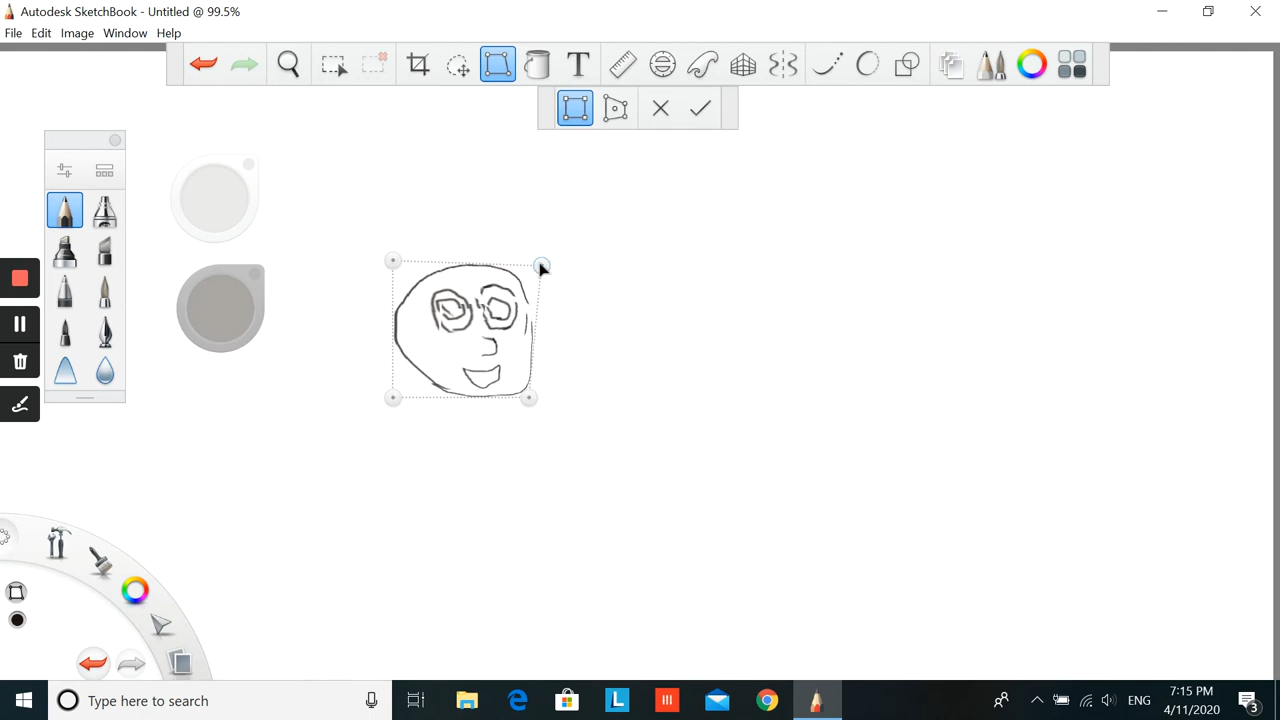 Autodesk SketchBook - Untitled @ 99.5%
File Edit Image Window Help
T
Type here to search
L
ENG
7:15 PM
4/11/2020
3